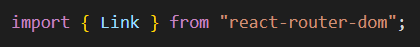 import { Link } from "react-router-dom";